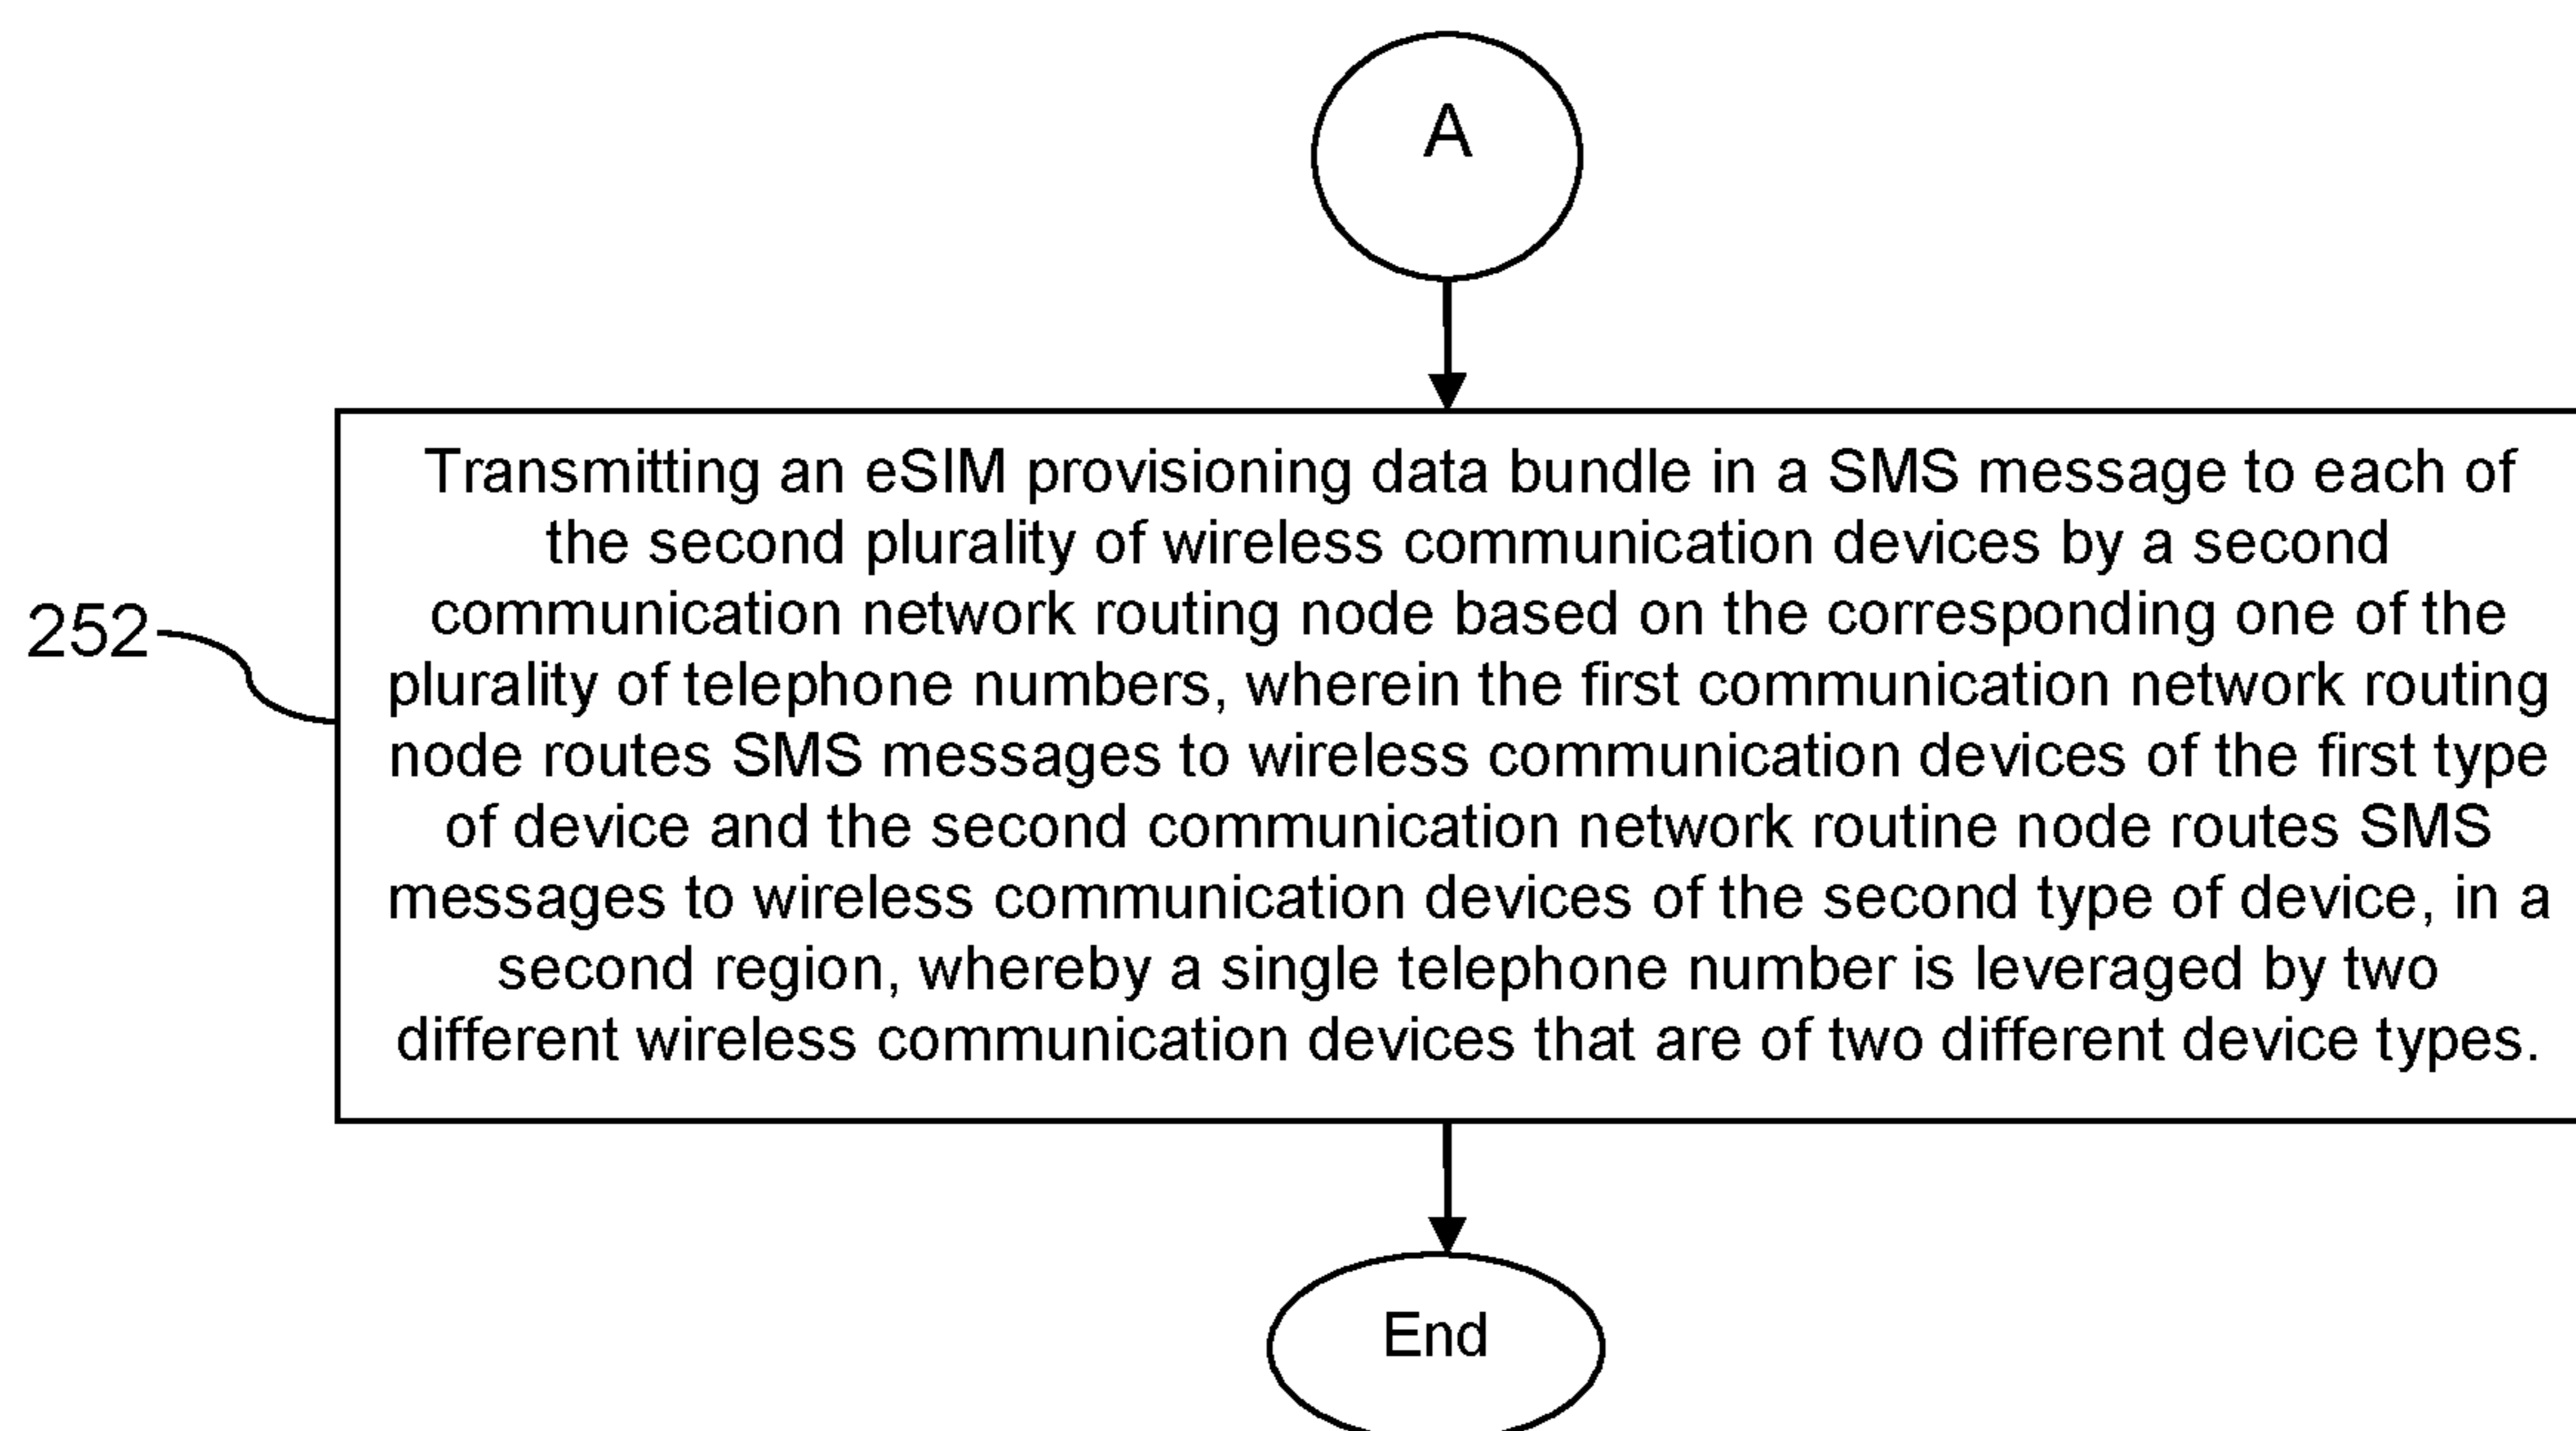 A
Transmitting an eSIM provisioning data bundle in a SMS message to each of
the second plurality of wireless communication devices by a second
communication network routing node based on the corresponding one of the
plurality of telephone numbers, wherein the first communication network routing
node routes SMS messages to wireless communication devices of the first type
of device and the second communication network routine node routes SMS
messages to wireless communication devices of the second type of device, in a
second region, whereby a single telephone number is leveraged by two
different wireless communication devices that are of two different device types.
252
End